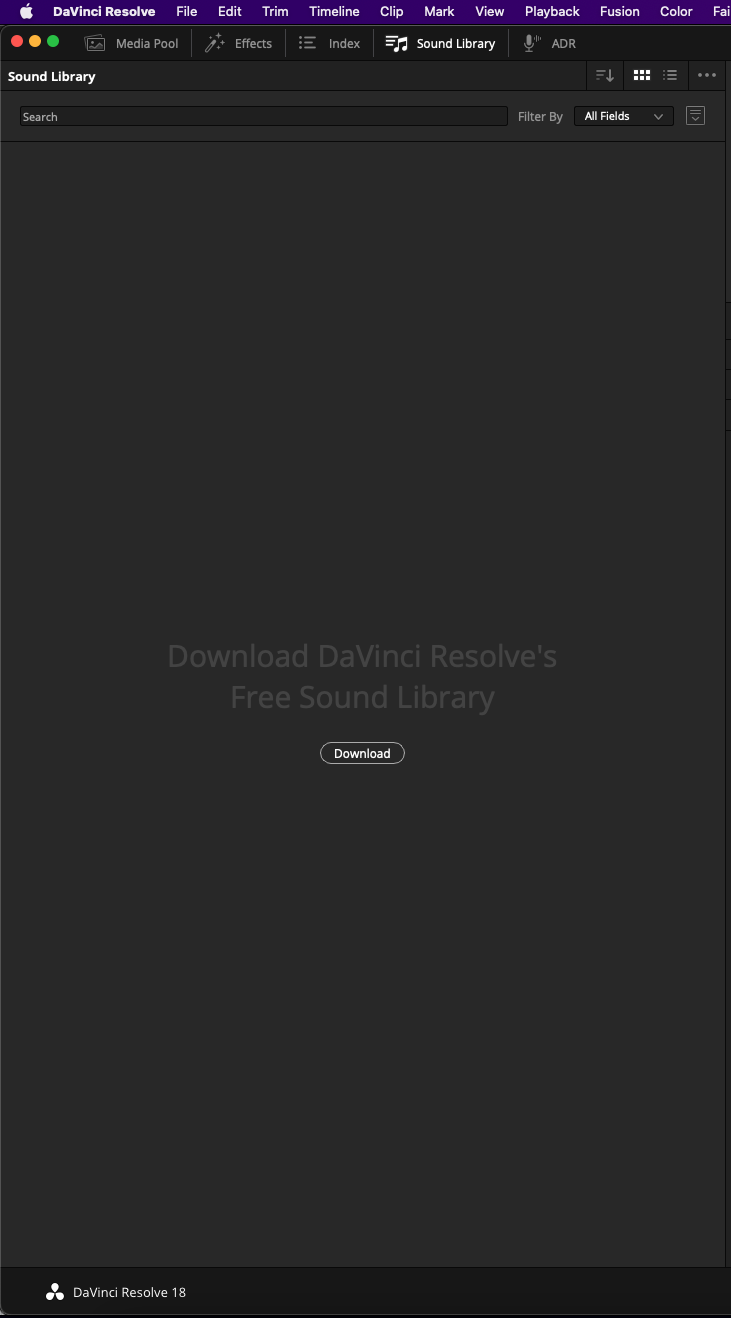 DaVinci Resolve File Edit Trim Timeline Clip Mark View Playback Fusion Color Fai
Media Pool Effects Index Sound Library ADR
Sound Library
Search Filter By All Fields
Download DaVinci Resolve's
Free Sound Library
Download
DaVinci Resolve 18